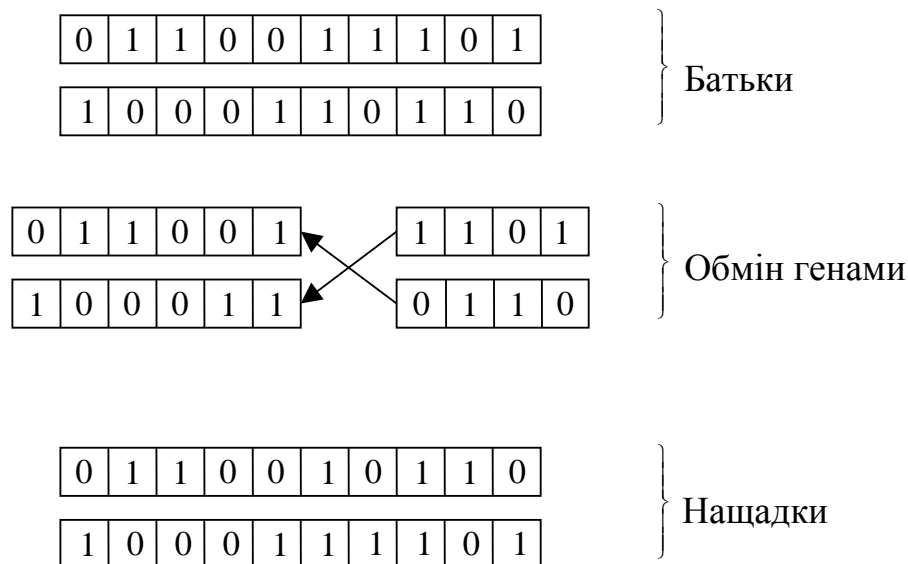 0 1 1 0 0 1 1 1 0 1
Батьки
1 0 0 0 1 1 0 1 1 0
0 1 1 0 0 1 1 1 0 1
Обмін генами
1 0 0 0 1 1 0 1 1 0
0 1 1 0 0 1 0 1 1 0
Нащадки
1 0 0 0 1 1 1 1 0 1